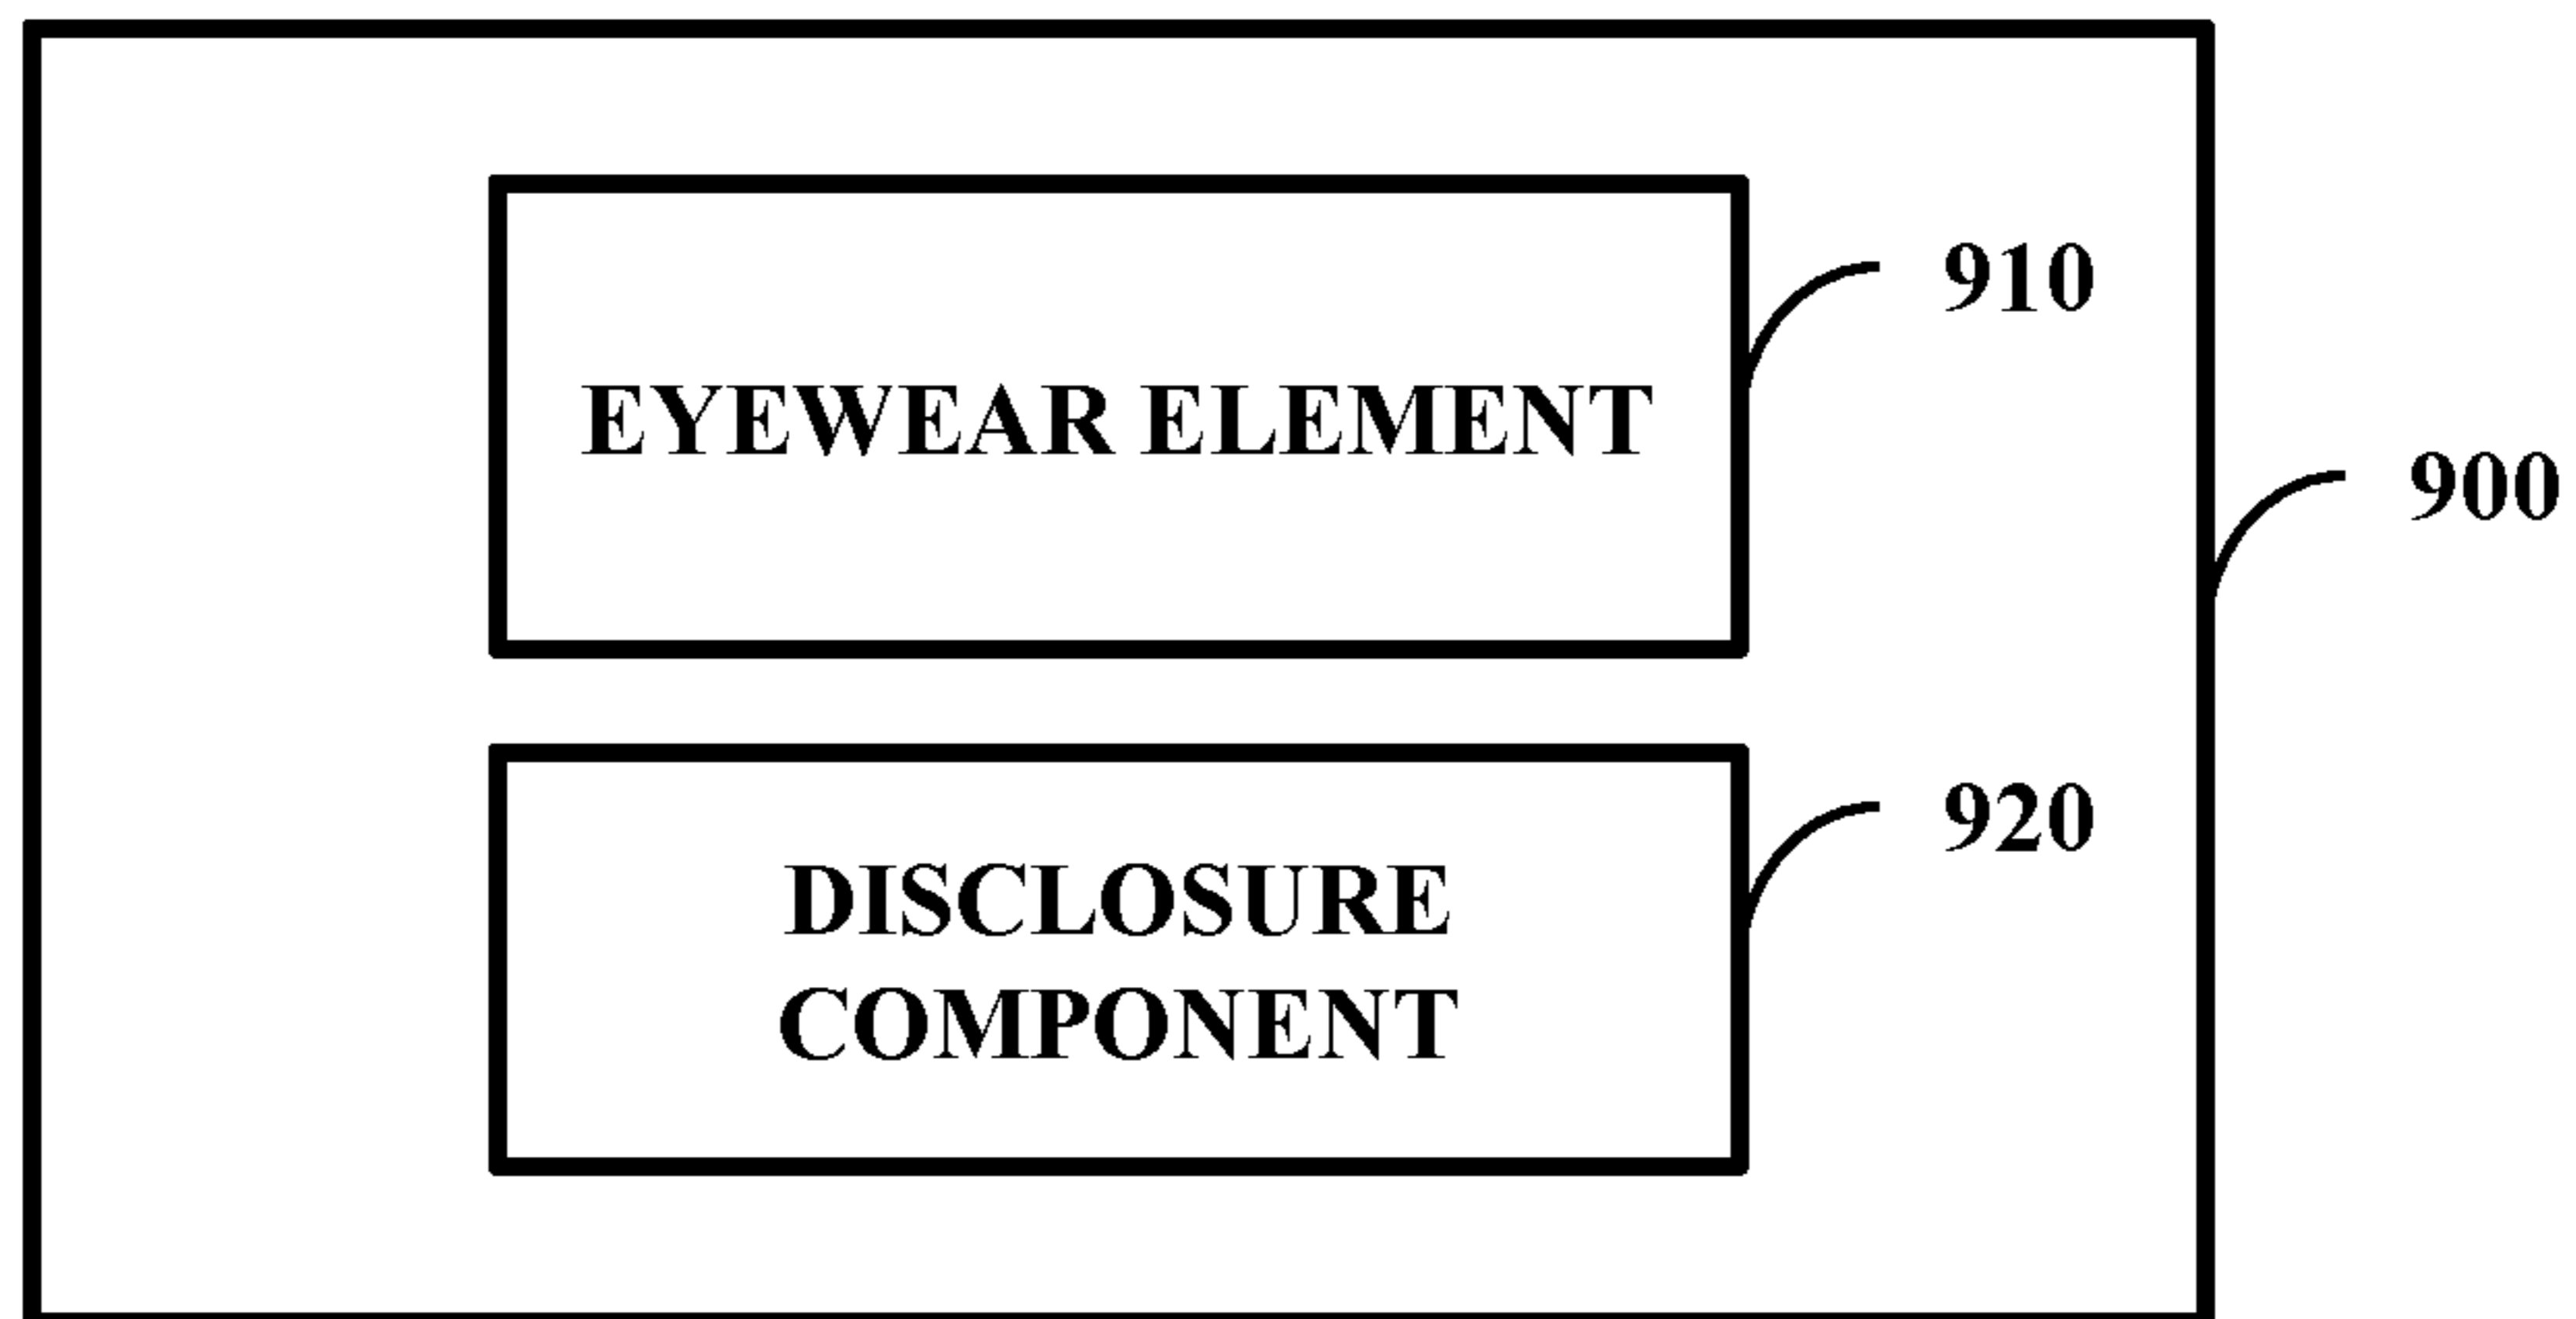 910
EYEWEAR ELEMENT
900
920
DISCLOSURE
COMPONENT